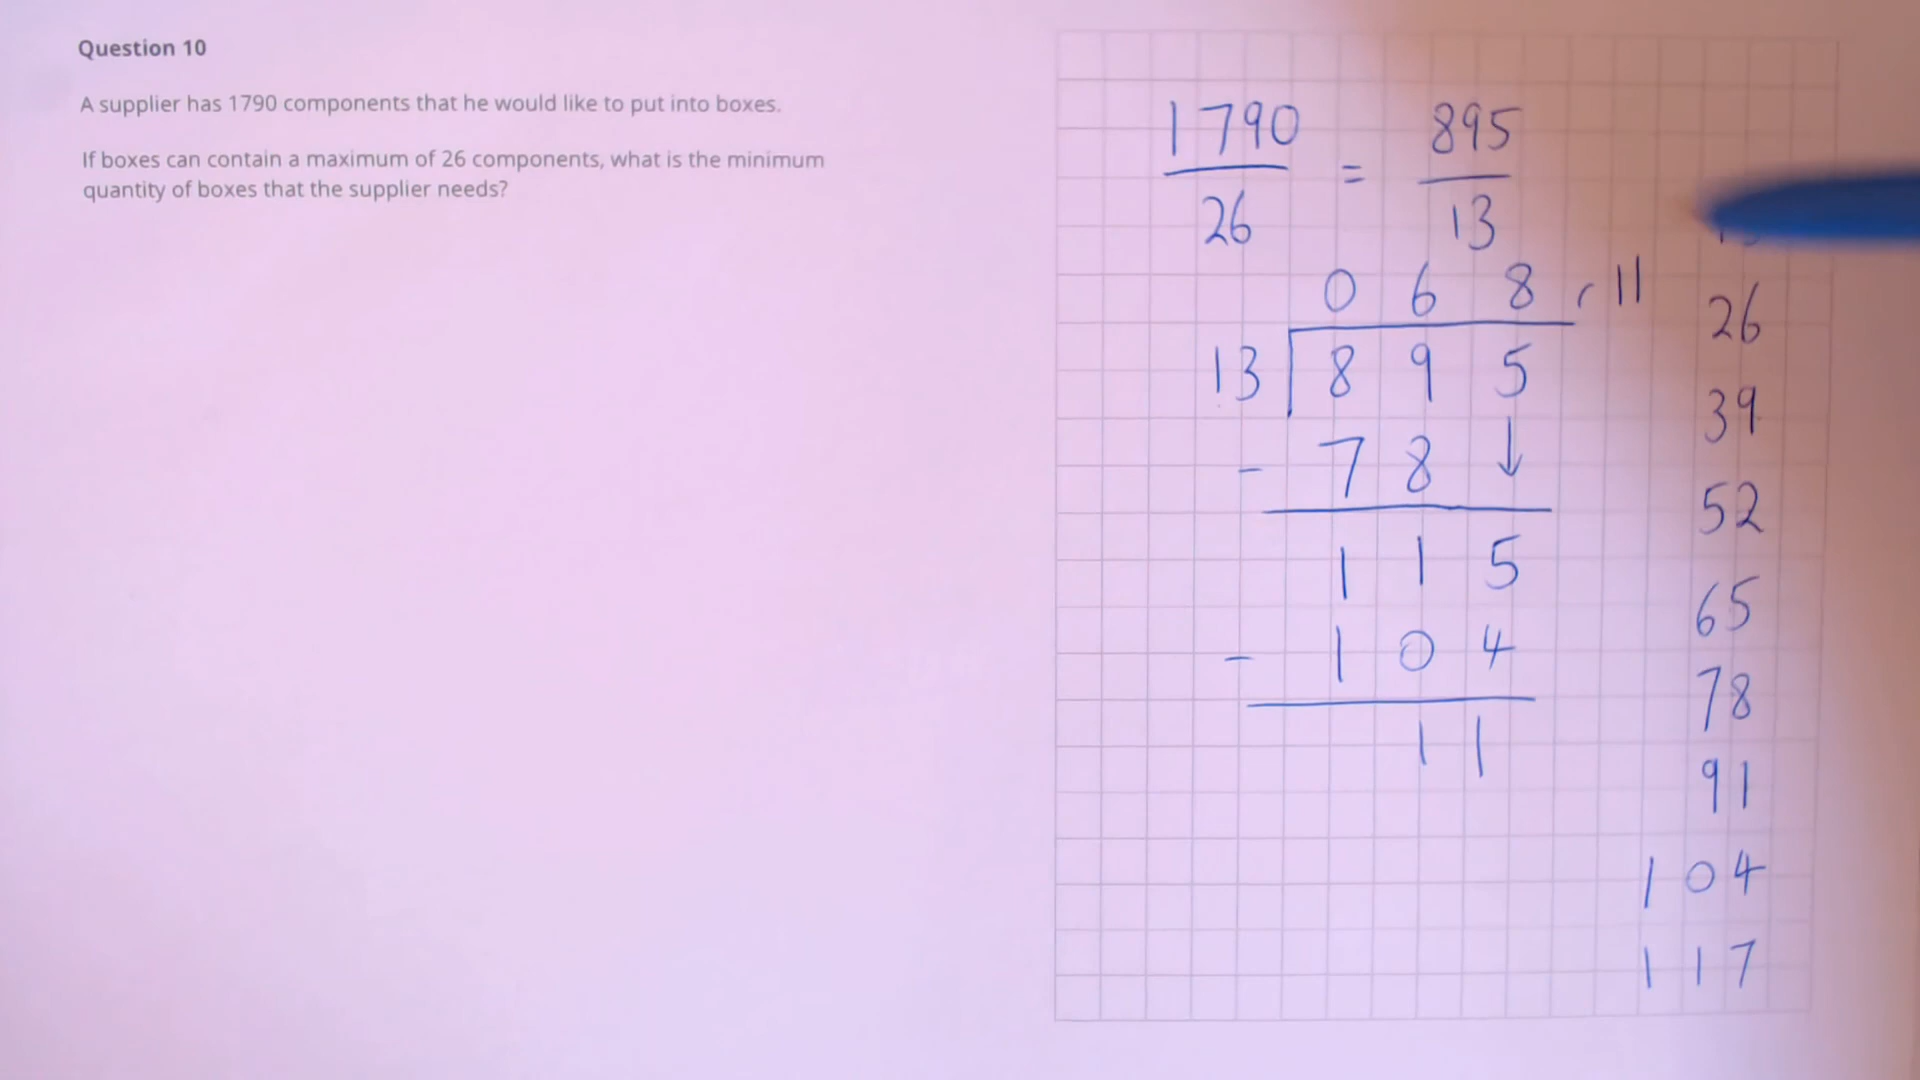 Question 10
A supplier has 1790 components that he would like to put into boxes.
If boxes can contain a maximum of 26 components, what is the minimum
quantity of boxes that the supplier needs?
1790
26
=
895
13
0 6 8 r 11
13 8 9 5
- 7 8 ↓
1 1 5
- 1 0 4
1 1
26
39
52
65
78
91
104
117